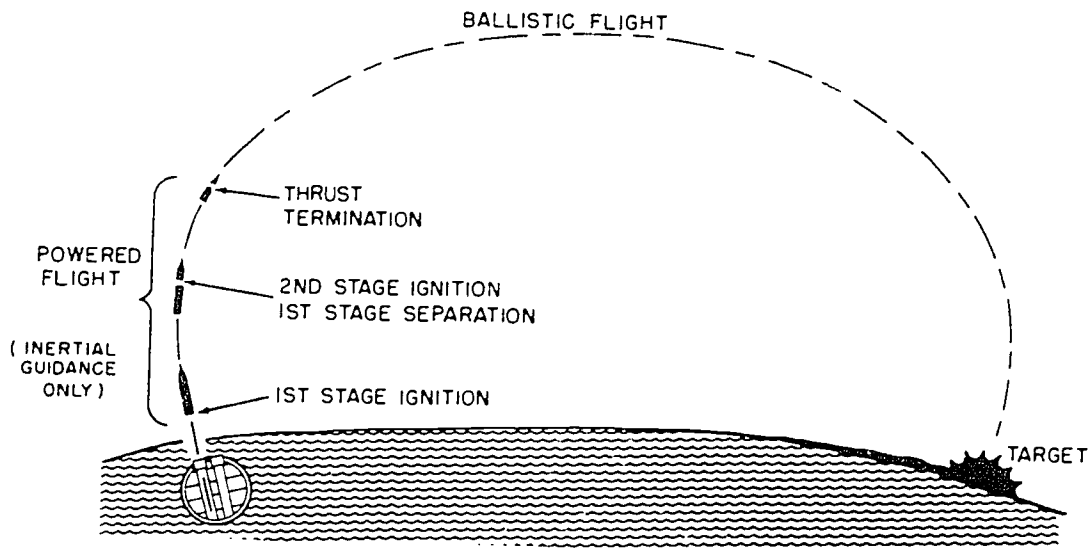 BALLISTIC FLIGHT
THRUST
TERMINATION
POWERED
FLIGHT
2ND STAGE IGNITION
1ST STAGE SEPARATION
( INERTIAL
GUIDANCE
ONLY )
1ST STAGE IGNITION
TARGET